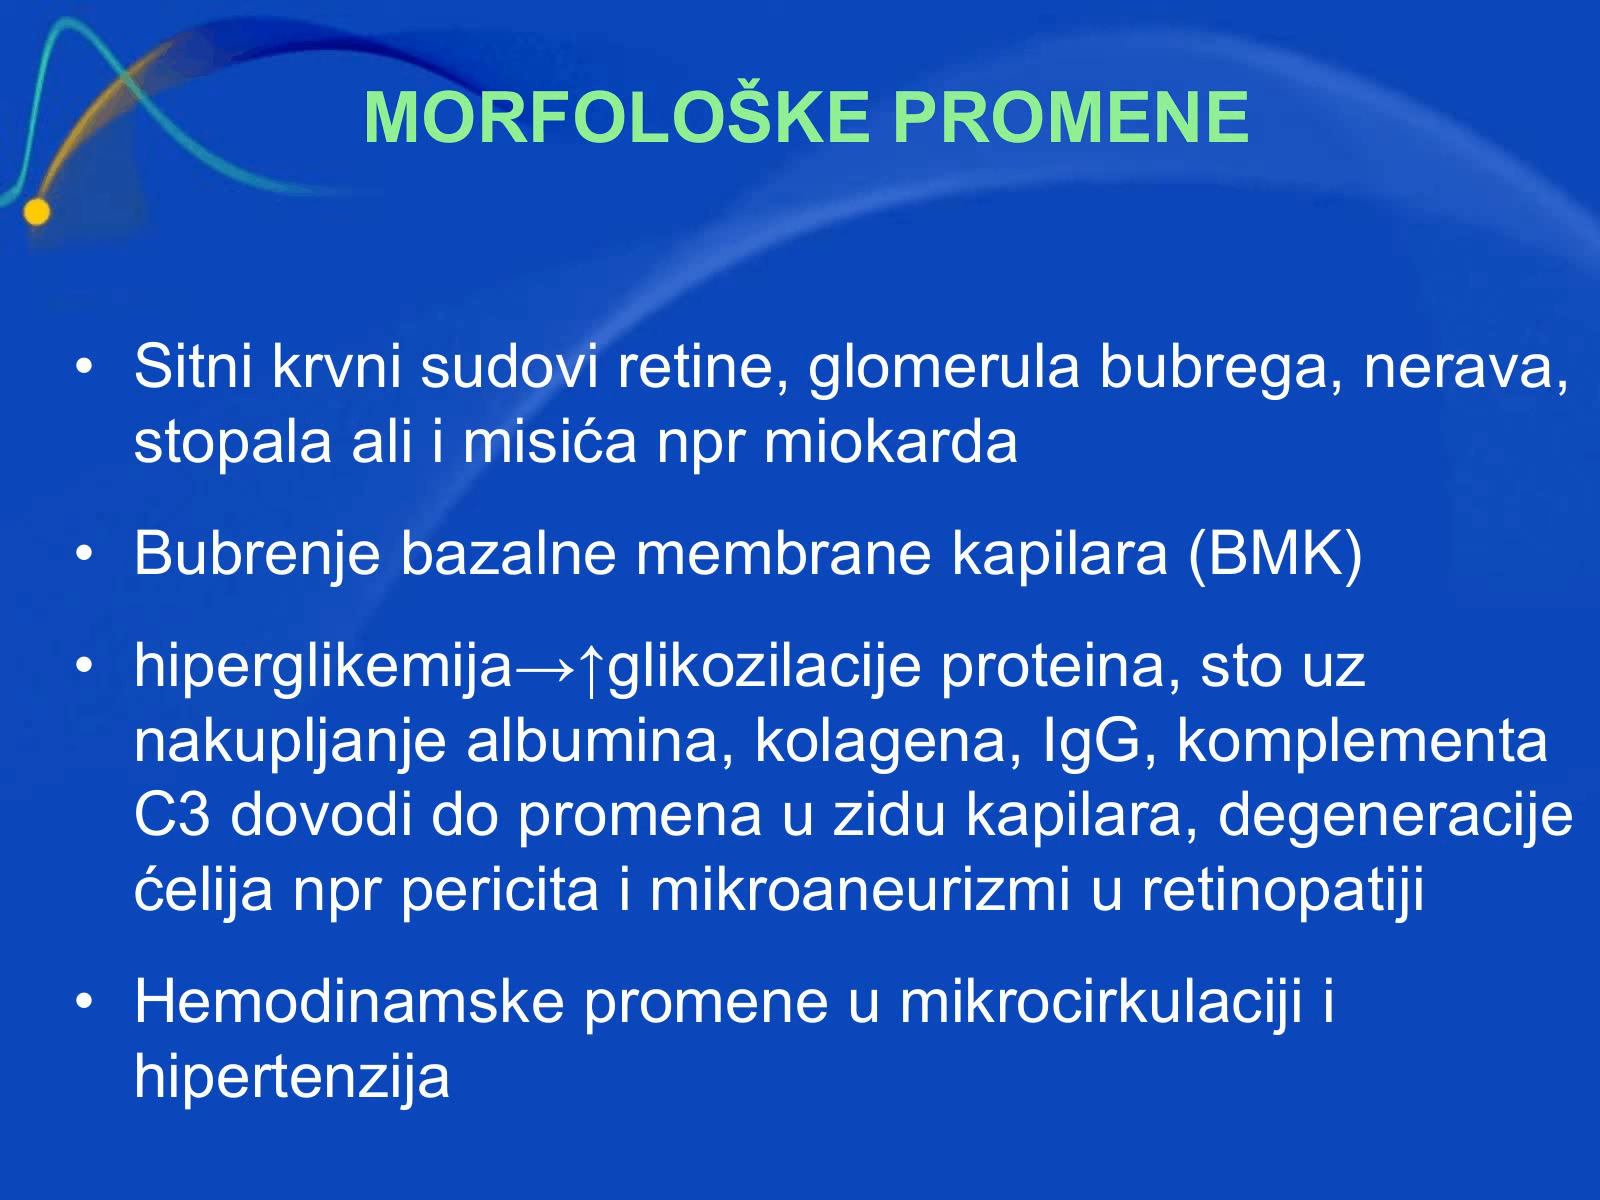 MORFOLOŠKE PROMENE
• Sitni krvni sudovi retine, glomerula bubrega, nerava,
stopala ali i misića npr miokarda
• Bubrenje bazalne membrane kapilara (BMK)
• hiperglikemija→↑glikozilacije proteina, sto uz
nakupljanje albumina, kolagena, IgG, komplementa
C3 dovodi do promena u zidu kapilara, degeneracije
ćelija npr pericita i mikroaneurizmi u retinopatiji
• Hemodinamske promene u mikrocirkulaciji i
hipertenzija